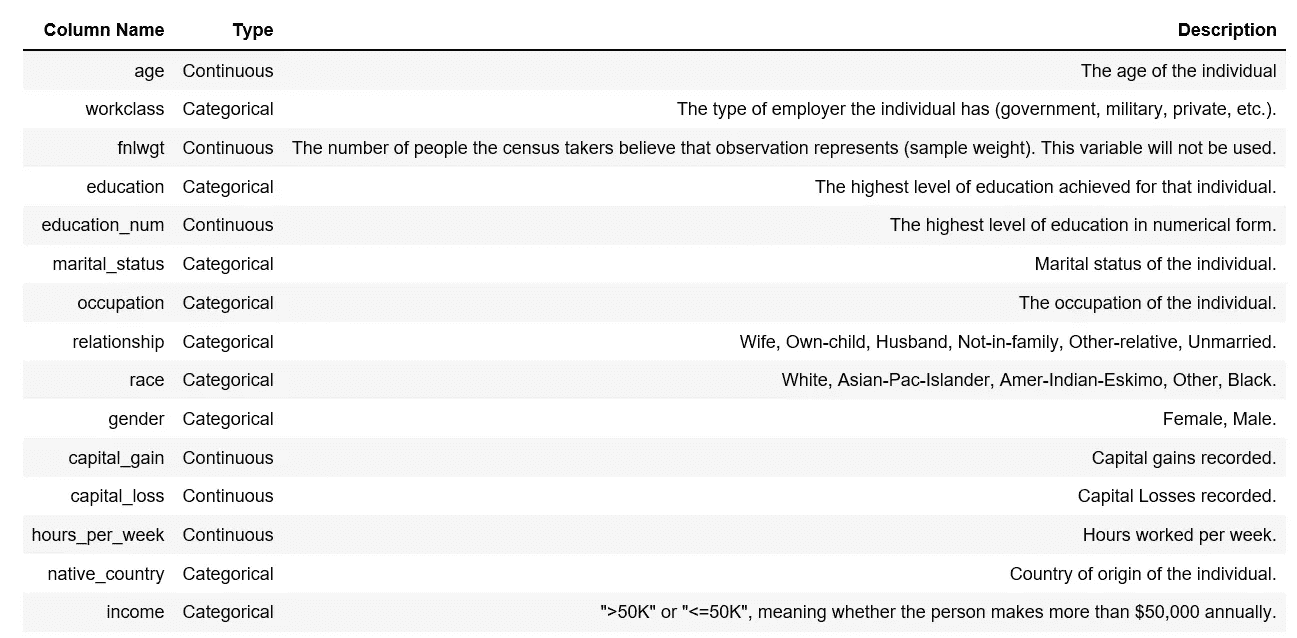 Column Name Type Description
age Continuous The age of the individual
workclass Categorical The type of employer the individual has (government, military, private, etc.).
fnlwgt Continuous The number of people the census takers believe that observation represents (sample weight). This variable will not be used.
education Categorical The highest level of education achieved for that individual.
education_num Continuous The highest level of education in numerical form.
marital_status Categorical Marital status of the individual.
occupation Categorical The occupation of the individual.
relationship Categorical Wife, Own-child, Husband, Not-in-family, Other-relative, Unmarried.
race Categorical White, Asian-Pac-Islander, Amer-Indian-Eskimo, Other, Black.
gender Categorical Female, Male.
capital_gain Continuous Capital gains recorded.
capital_loss Continuous Capital Losses recorded.
hours_per_week Continuous Hours worked per week.
native_country Categorical Country of origin of the individual.
income Categorical ">50K" or "<=50K", meaning whether the person makes more than $50,000 annually.